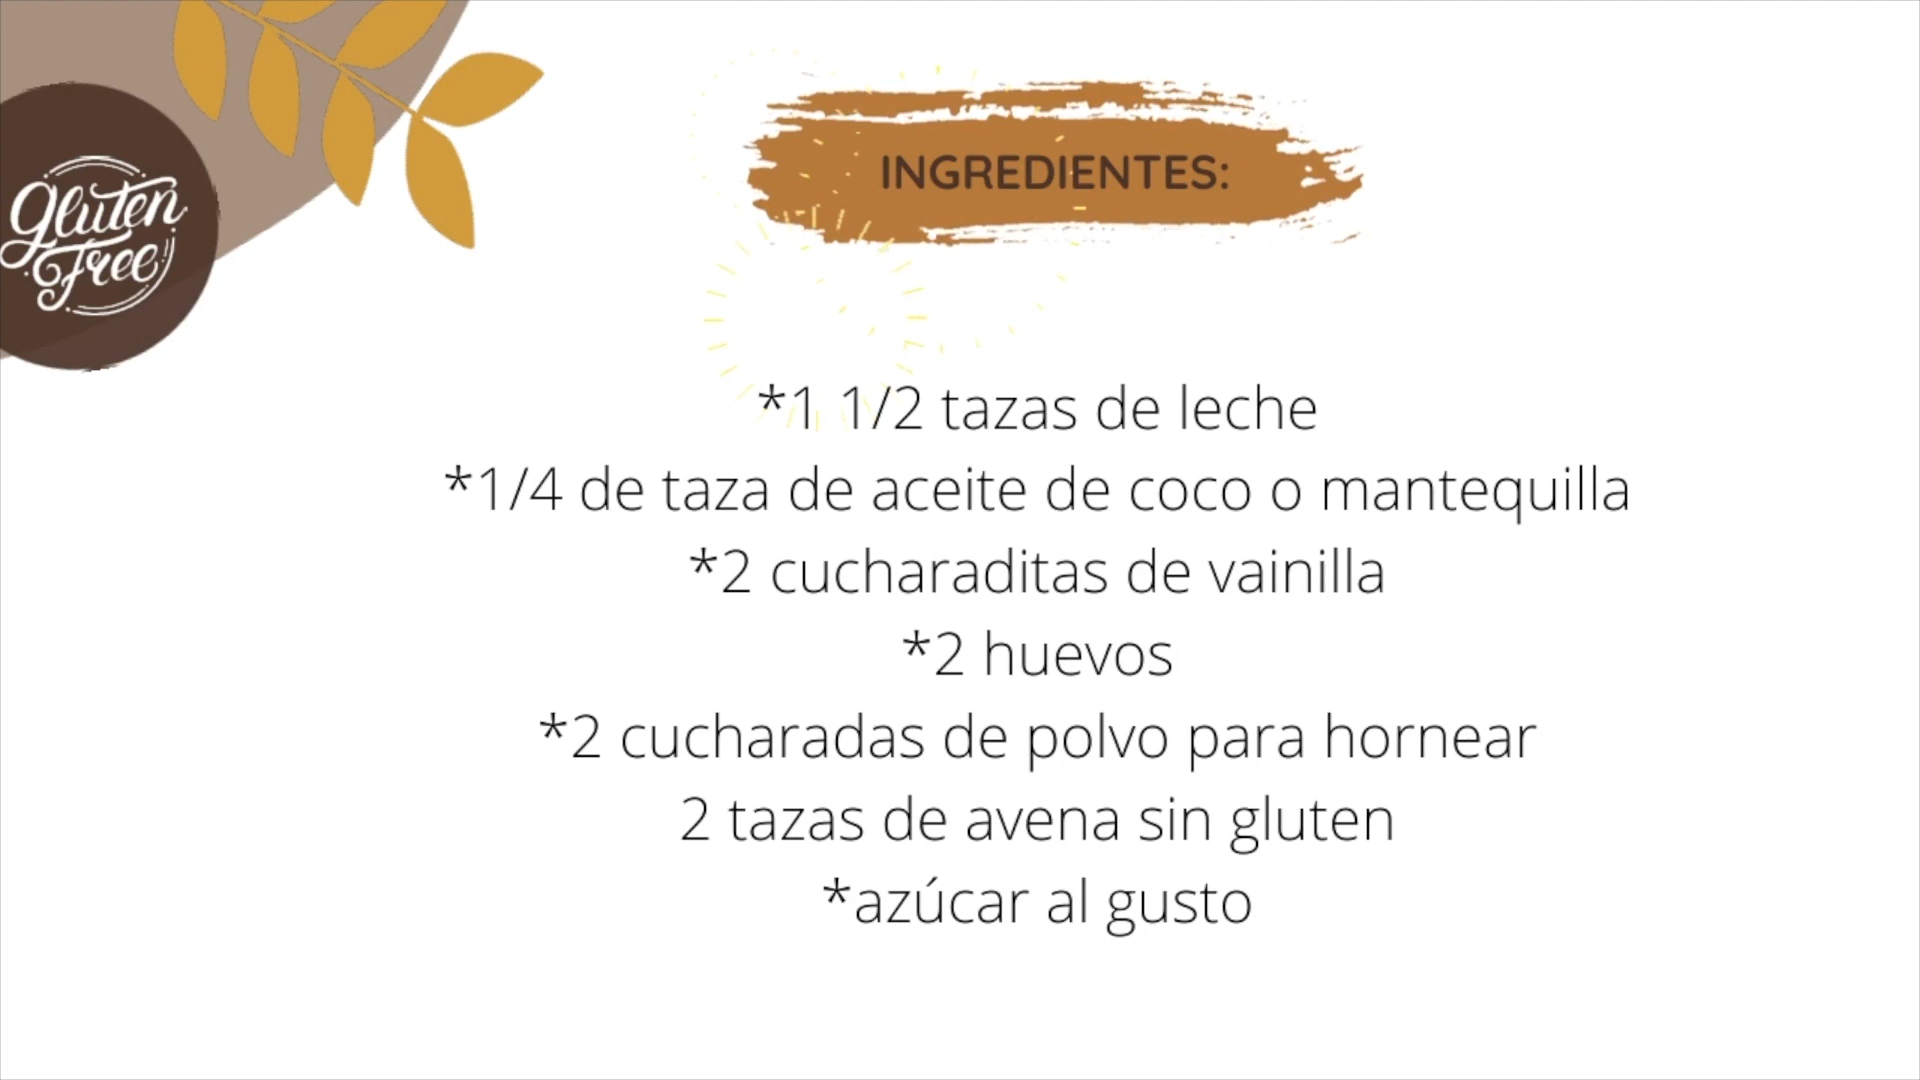 gluten
Free
INGREDIENTES:
*1 1/2 tazas de leche
*1/4 de taza de aceite de coco o mantequilla
*2 cucharaditas de vainilla
*2 huevos
*2 cucharadas de polvo para hornear
2 tazas de avena sin gluten
*azúcar al gusto